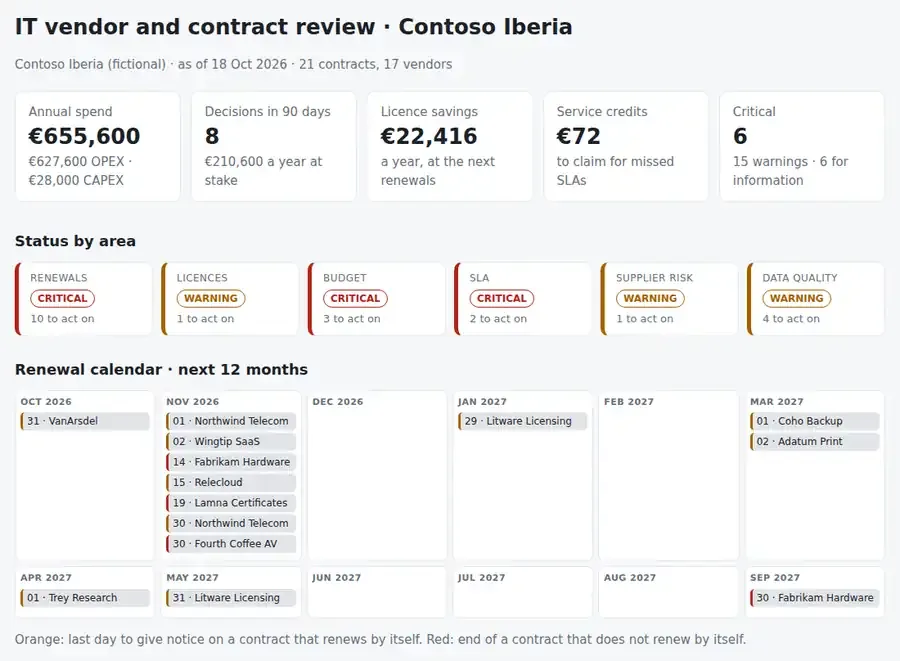 IT vendor and contract review · Contoso Iberia
Contoso Iberia (fictional) · as of 18 Oct 2026 · 21 contracts, 17 vendors
Annual spend
€655,600
€627,600 OPEX ·
€28,000 CAPEX
Decisions in 90 days
8
€210,600 a year at
stake
Licence savings
€22,416
a year, at the next
renewals
Service credits
€72
to claim for missed
SLAs
Critical
6
15 warnings · 6 for
information
Status by area
RENEWALS
CRITICAL
10 to act on
LICENCES
WARNING
1 to act on
BUDGET
CRITICAL
3 to act on
SLA
CRITICAL
2 to act on
SUPPLIER RISK
WARNING
1 to act on
DATA QUALITY
WARNING
4 to act on
Renewal calendar · next 12 months
OCT 2026
31 · VanArsdel
NOV 2026
01 · Northwind Telecom
02 · Wingtip SaaS
14 · Fabrikam Hardware
15 · Relecloud
19 · Lamna Certificates
30 · Northwind Telecom
30 · Fourth Coffee AV
DEC 2026
JAN 2027
29 · Litware Licensing
FEB 2027
MAR 2027
01 · Coho Backup
02 · Adatum Print
APR 2027
01 · Trey Research
MAY 2027
31 · Litware Licensing
JUN 2027
JUL 2027
AUG 2027
SEP 2027
30 · Fabrikam Hardware
Orange: last day to give notice on a contract that renews by itself. Red: end of a contract that does not renew by itself.